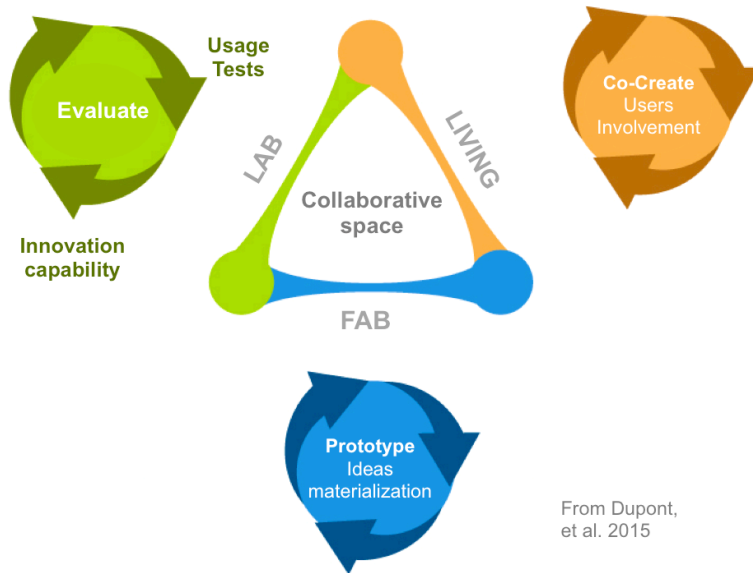 Usage
Tests
Evaluate
Innovation
capability
LAB
LIVING
Collaborative
space
FAB
Co-Create
Users
Involvement
Prototype
Ideas
materialization
From Dupont,
et al. 2015